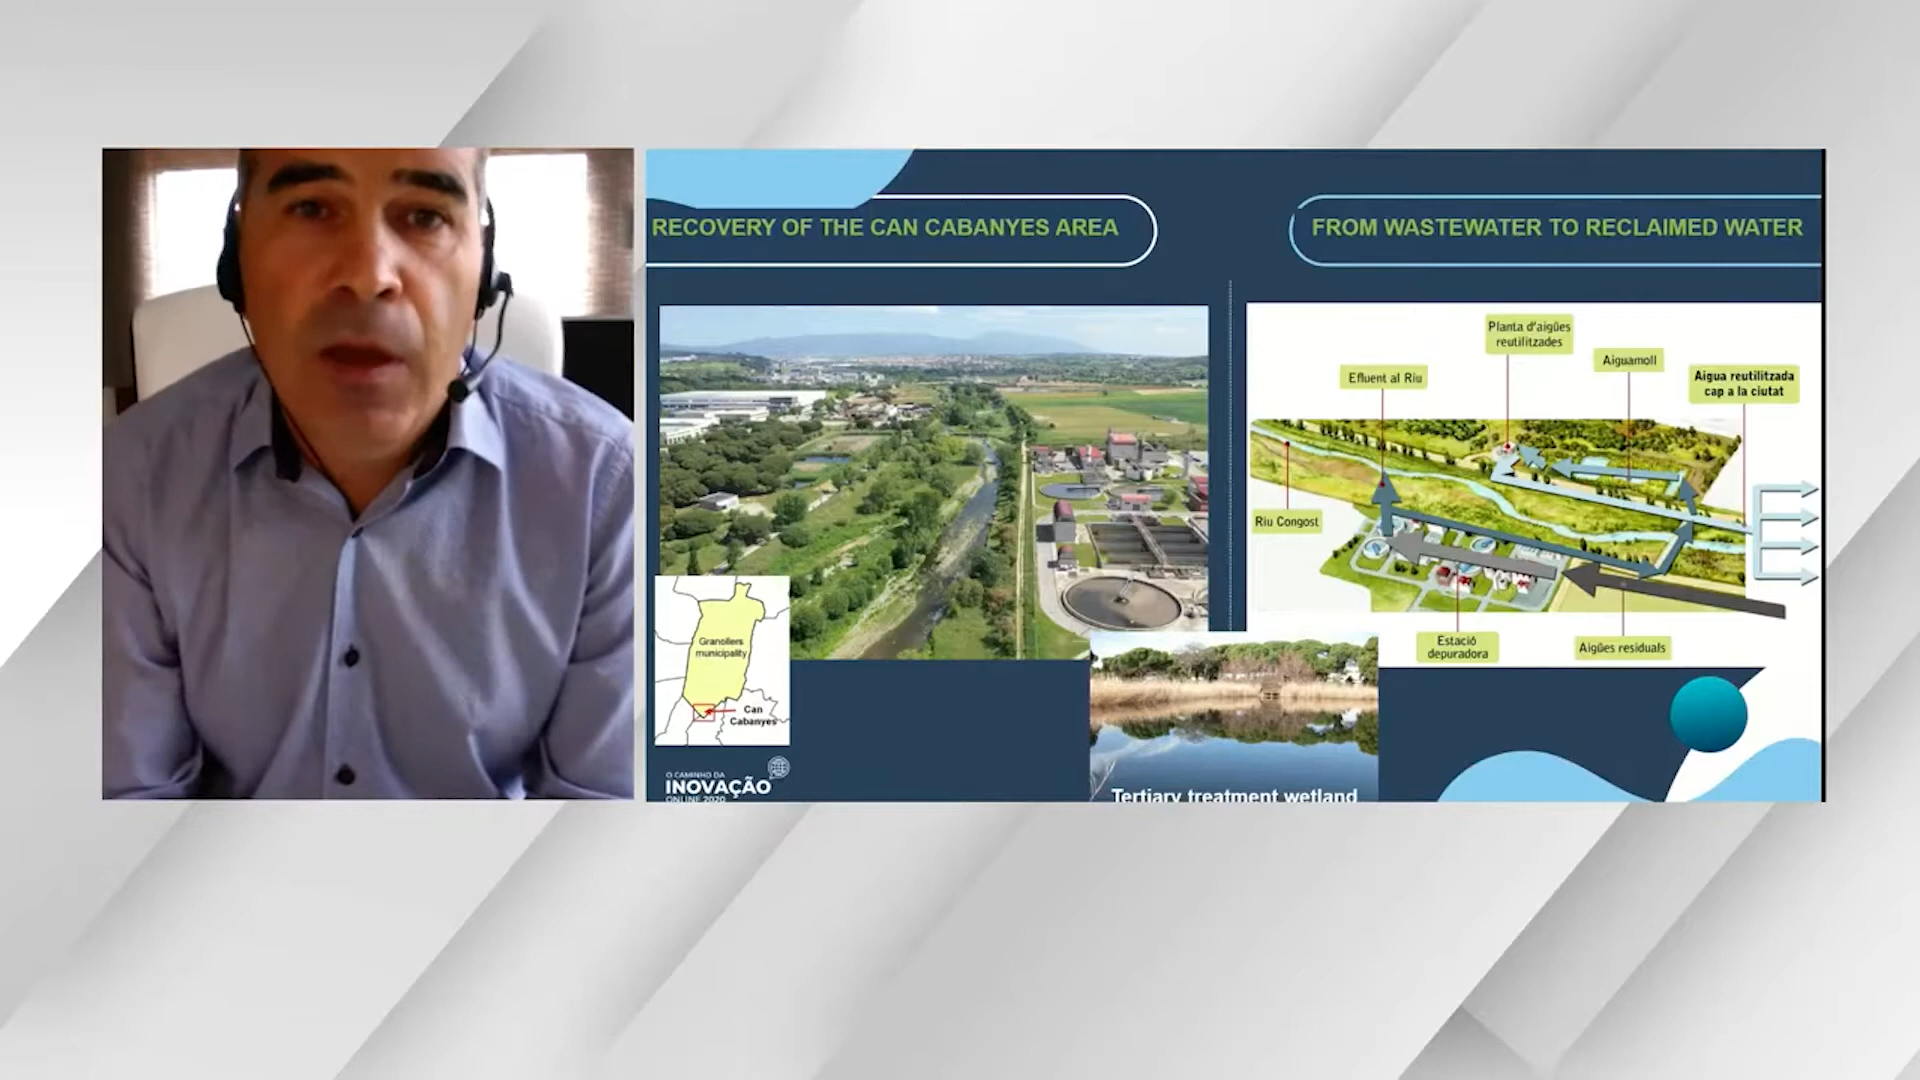 RECOVERY OF THE CAN CABANYES AREA
FROM WASTEWATER TO RECLAIMED WATER
Planta d'aigües
reutilitzades
Efluent al Riu
Aiguamoll
Aigua reutilitzada
cap a la ciutat
Riu Congost
Estació
depuradora
Aigües residuals
Granollers
municipality
Can
Cabanyes
O CAMINHO DA
INOVAÇÃO
ONLINE 2020
Tertiary treatment wetland